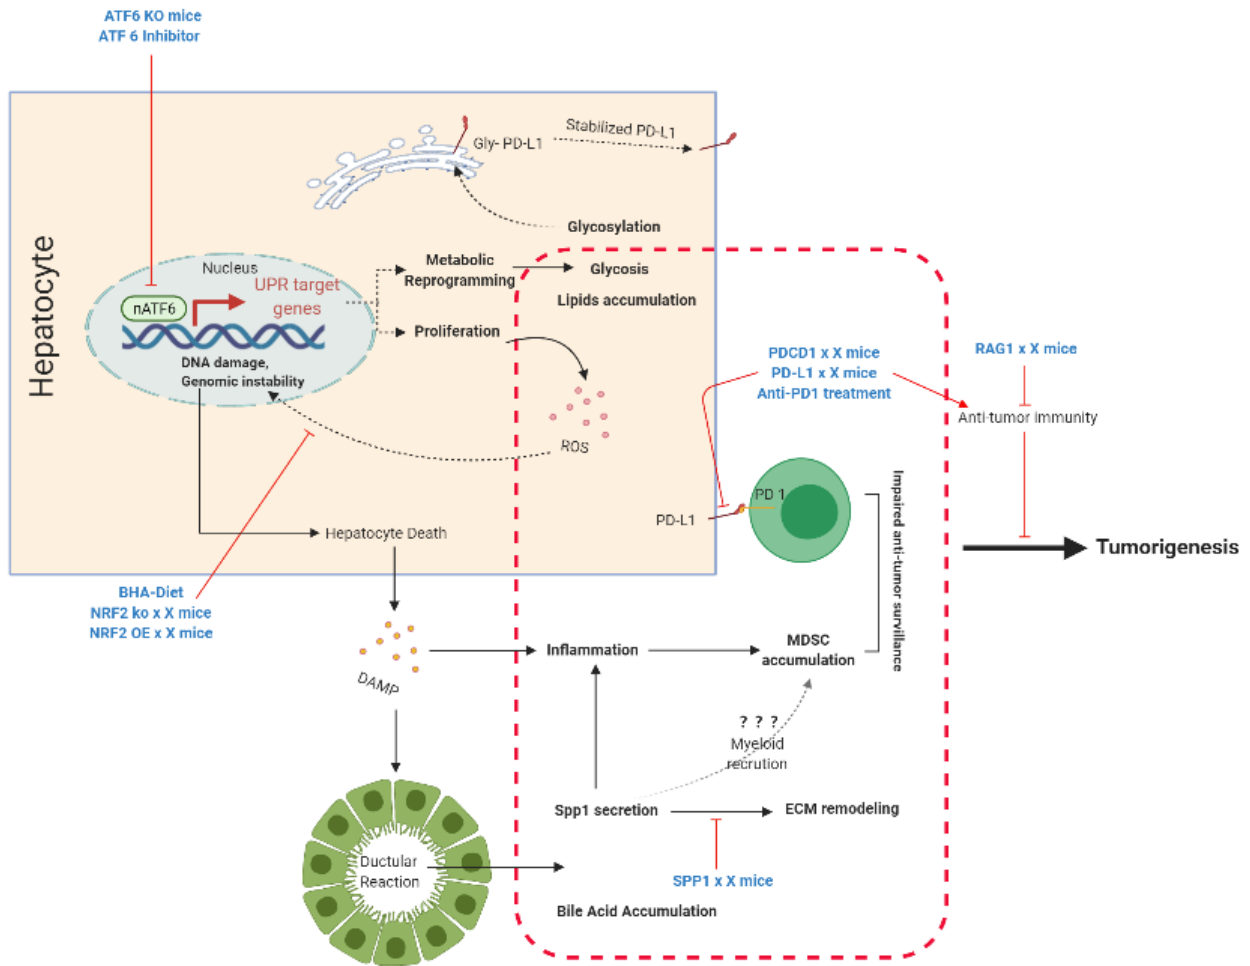 ATF6 KO mice
ATF 6 Inhibitor
Hepatocyte
Gly- PD-L1
Stabilized PD-L1
Glycosylation
Nucleus
nATF6
UPR target
genes
DNA damage,
Genomic instability
Metabolic
Reprogramming
Glycosis
Lipids accumulation
Proliferation
ROS
PDCD1 x X mice
PD-L1 x X mice
Anti-PD1 treatment
RAG1 x X mice
Anti-tumor immunity
PD-L1
PD 1
Impaired anti-tumor survillance
Tumorigenesis
Hepatocyte Death
BHA-Diet
NRF2 ko x X mice
NRF2 OE x X mice
DAMP
Inflammation
MDSC
accumulation
? ? ?
Myeloid
recrution
Spp1 secretion
ECM remodeling
SPP1 x X mice
Ductular
Reaction
Bile Acid Accumulation